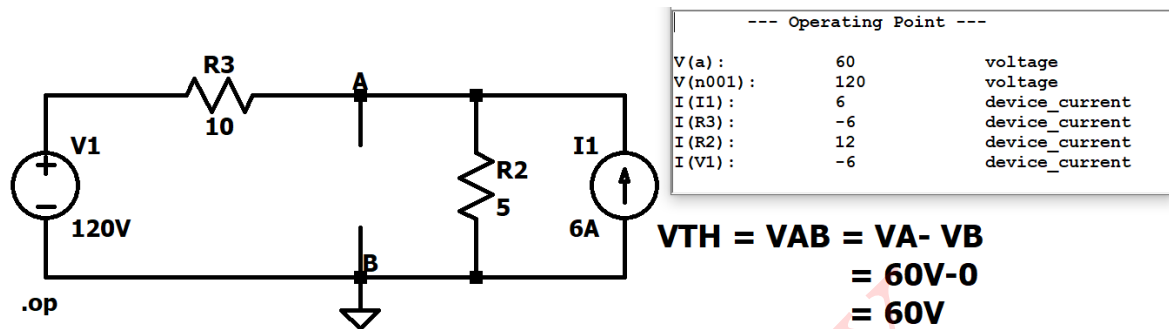 --- Operating Point ---
V(a): 60 voltage
V(n001): 120 voltage
I(I1): 6 device_current
I(R3): -6 device_current
I(R2): 12 device_current
I(V1): -6 device_current
R3
10
A
V1
120V
R2
5
I1
6A
B
.op
VTH = VAB = VA- VB
= 60V-0
= 60V